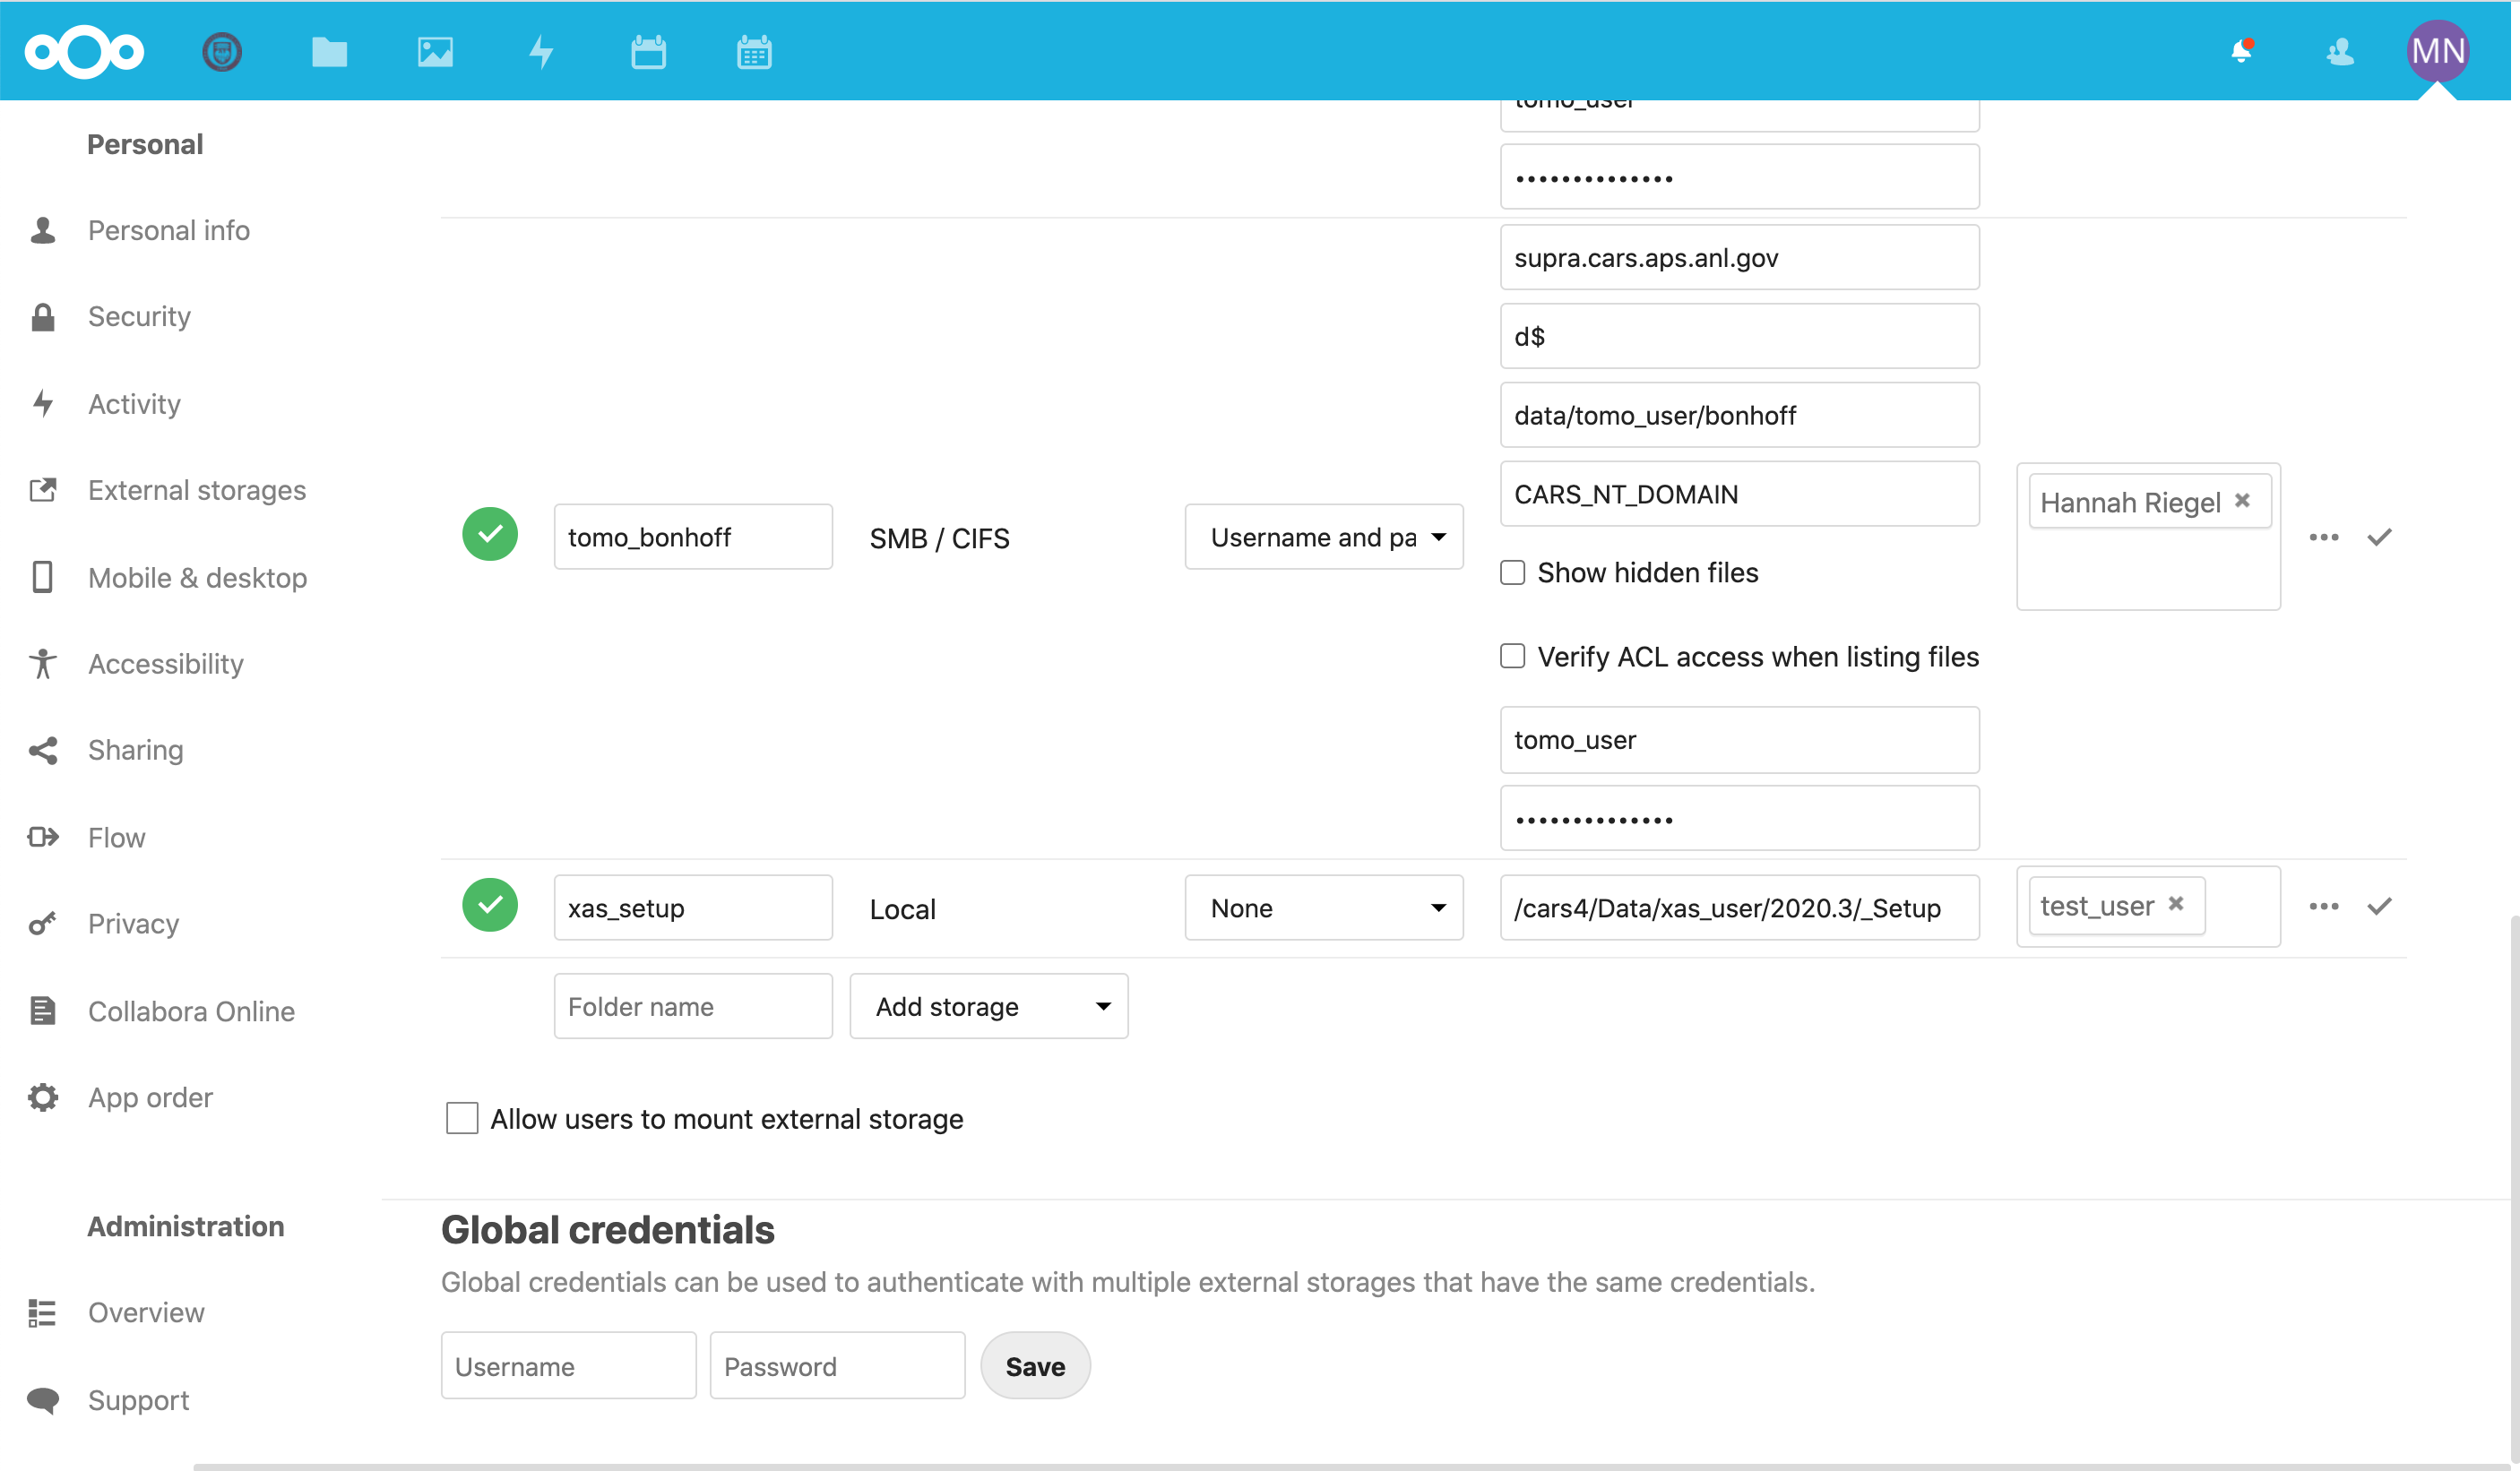 MN
tomo_user
••••••••••••••
Personal
Personal info
Security
Activity
External storages
Mobile & desktop
Accessibility
Sharing
Flow
Privacy
Collabora Online
App order
Administration
Overview
Support
supra.cars.aps.anl.gov
d$
data/tomo_user/bonhoff
CARS_NT_DOMAIN
tomo_bonhoff SMB / CIFS Username and pa Hannah Riegel
Show hidden files
Verify ACL access when listing files
tomo_user
••••••••••••••
xas_setup Local None /cars4/Data/xas_user/2020.3/_Setup test_user
Folder name Add storage
Allow users to mount external storage
Global credentials
Global credentials can be used to authenticate with multiple external storages that have the same credentials.
Username Password Save